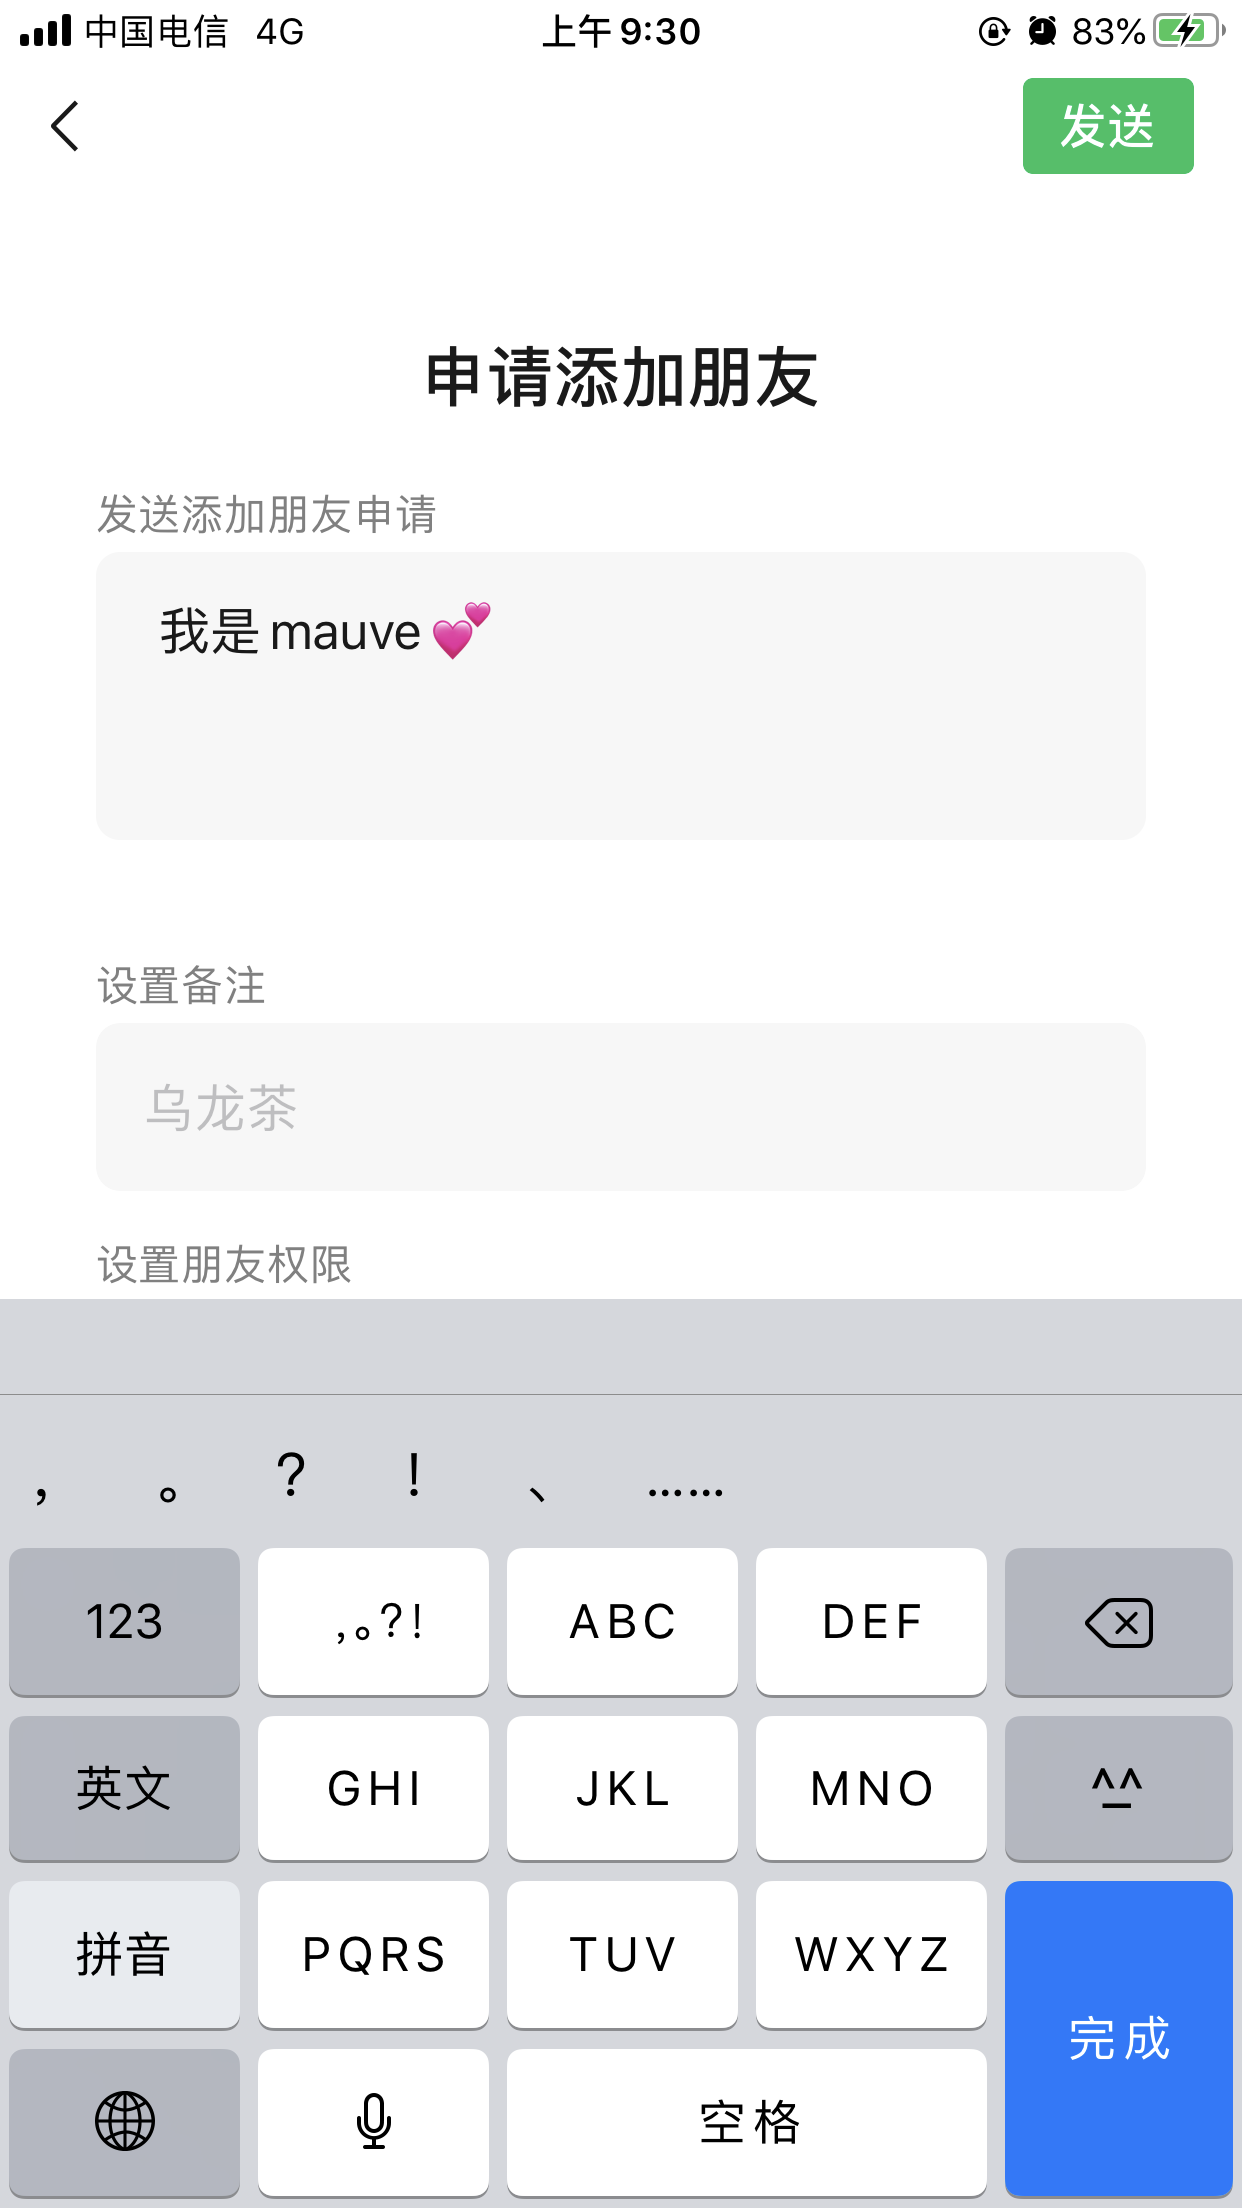 中国电信 4G 上午 9:30 83%
发送
申请添加朋友
发送添加朋友申请
我是 mauve 💕
设置备注
乌龙茶
设置朋友权限
， 。 ？ ！ 、 ……
123 ,。?! ABC DEF
英文 GHI JKL MNO ^_^
拼音 PQRS TUV WXYZ
完成
空格